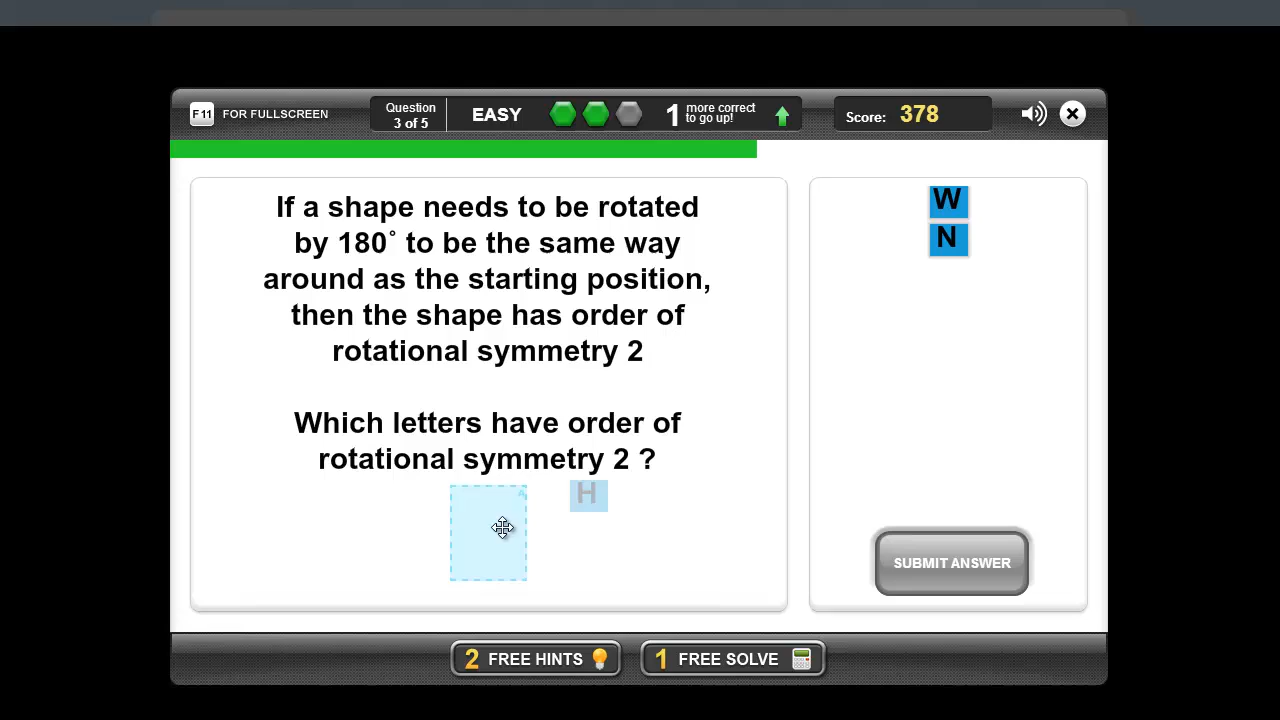 F11 FOR FULLSCREEN
Question
3 of 5
EASY
1 more correct
to go up!
Score: 378
If a shape needs to be rotated
by 180° to be the same way
around as the starting position,
then the shape has order of
rotational symmetry 2
Which letters have order of
rotational symmetry 2 ?
H
W
N
SUBMIT ANSWER
2 FREE HINTS
1 FREE SOLVE